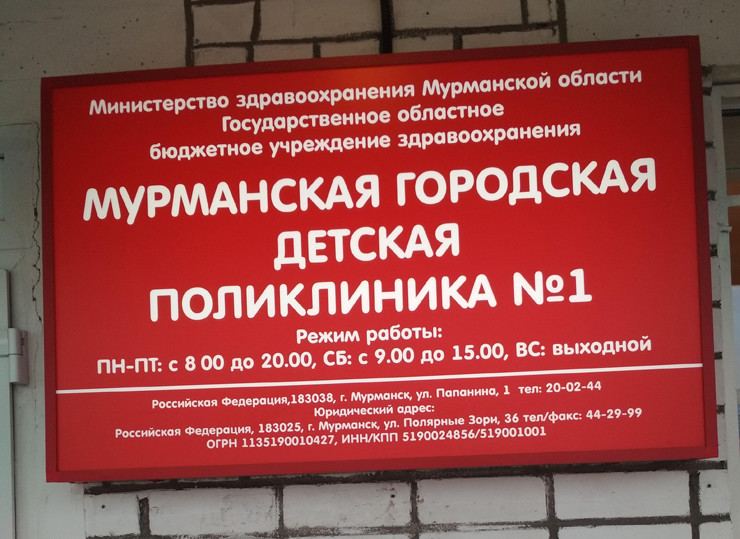 Министерство здравоохранения Мурманской области
Государственное областное
бюджетное учреждение здравоохранения
МУРМАНСКАЯ ГОРОДСКАЯ
ДЕТСКАЯ
ПОЛИКЛИНИКА №1
Режим работы:
ПН-ПТ: с 8 00 до 20.00, СБ: с 9.00 до 15.00, ВС: выходной
Российская Федерация,183038, г. Мурманск, ул. Папанина, 1 тел: 20-02-44
Юридический адрес:
Российская Федерация, 183025, г. Мурманск, ул. Полярные Зори, 36 тел/факс: 44-29-99
ОГРН 1135190010427, ИНН/КПП 5190024856/519001001